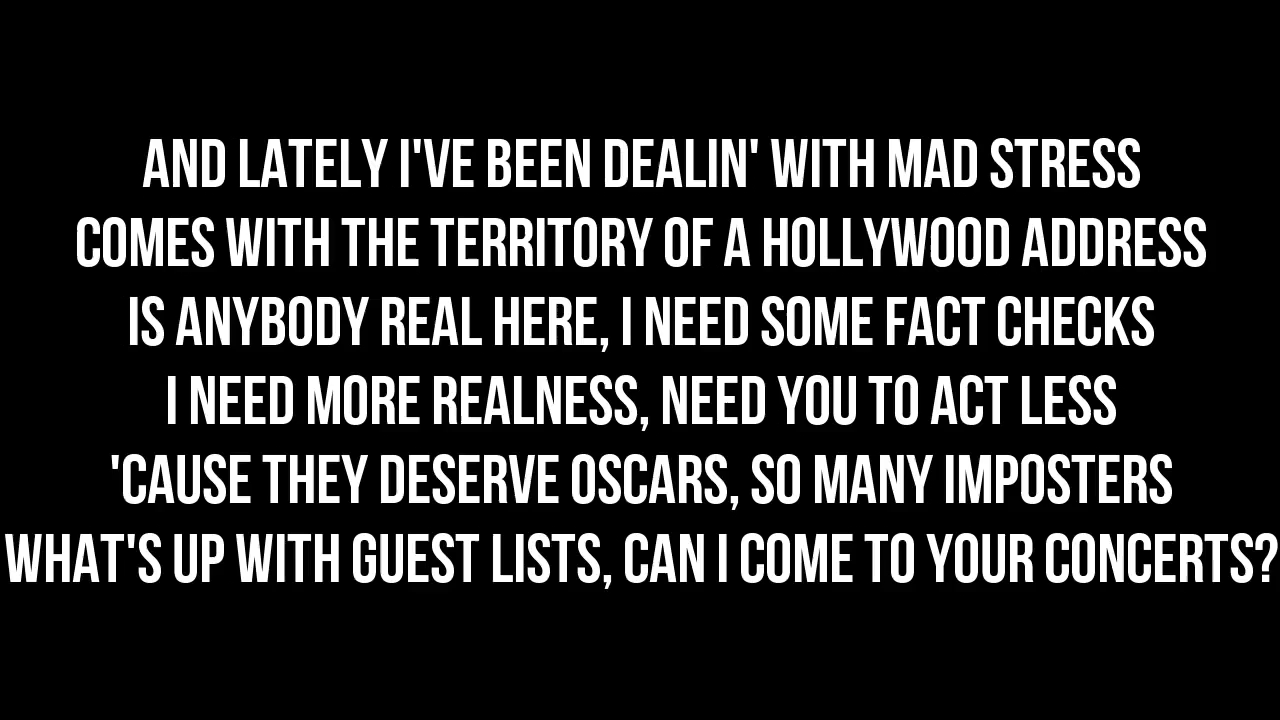 AND LATELY I'VE BEEN DEALIN' WITH MAD STRESS
COMES WITH THE TERRITORY OF A HOLLYWOOD ADDRESS
IS ANYBODY REAL HERE, I NEED SOME FACT CHECKS
I NEED MORE REALNESS, NEED YOU TO ACT LESS
'CAUSE THEY DESERVE OSCARS, SO MANY IMPOSTERS
WHAT'S UP WITH GUEST LISTS, CAN I COME TO YOUR CONCERTS?